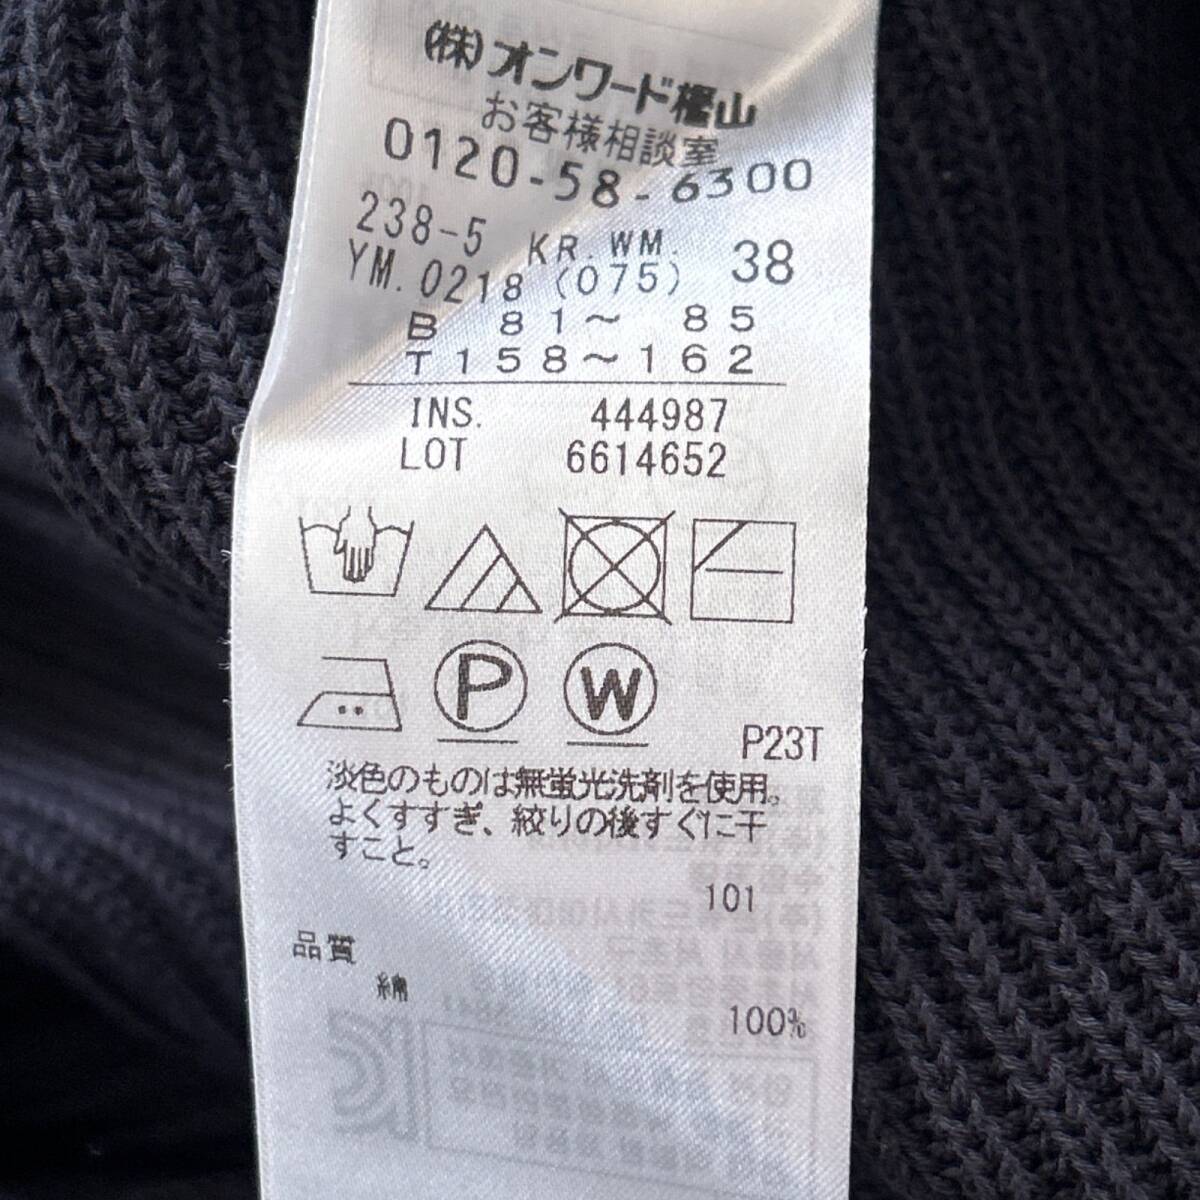 (株)オンワード樫山
お客様相談室
0120-58-6300
238-5 KR.WM. 38
YM.0218 (075)
B 81~ 85
T158~162
INS. 444987
LOT 6614652
P W
P23T
淡色のものは無蛍光洗剤を使用。
よくすすぎ、絞りの後すぐに干
すこと。
101
品質
綿
100%